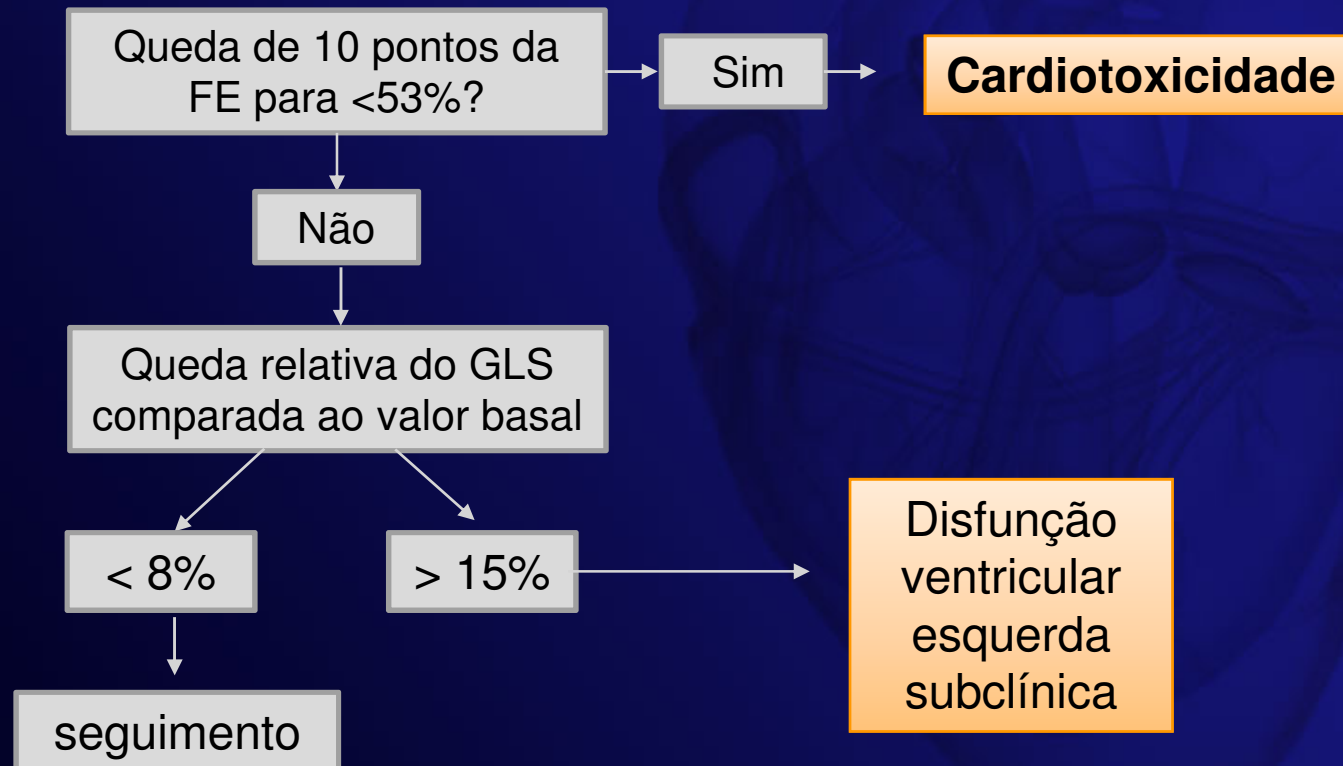 Queda de 10 pontos da
FE para <53%?
Sim
Cardiotoxicidade
Não
Queda relativa do GLS
comparada ao valor basal
< 8%
> 15%
Disfunção
ventricular
esquerda
subclínica
seguimento